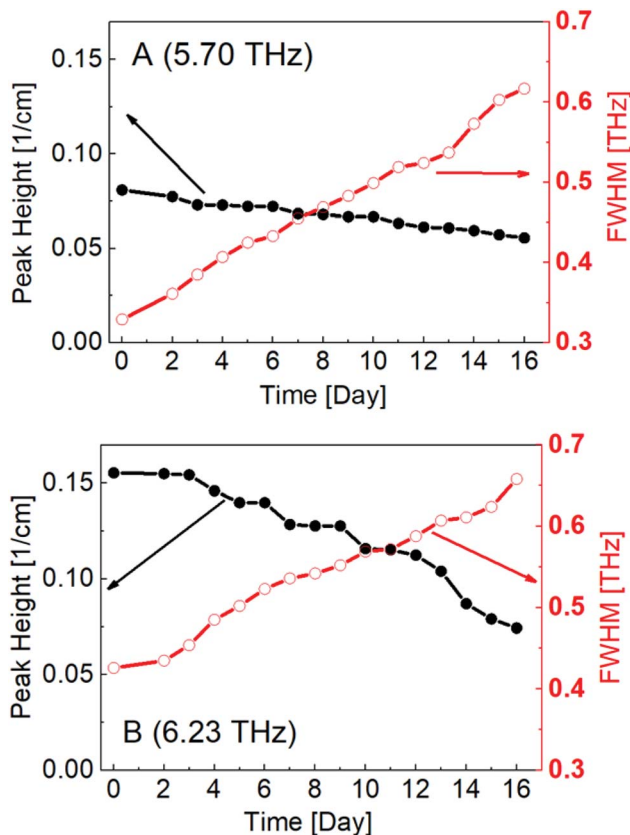 A (5.70 THz)
Peak Height [1/cm]
0.15
0.10
0.05
0.00
0.7
0.6
0.5
0.4
0.3
FWHM [THz]
0 2 4 6 8 10 12 14 16
Time [Day]
B (6.23 THz)
Peak Height [1/cm]
0.15
0.10
0.05
0.00
0.7
0.6
0.5
0.4
0.3
FWHM [THz]
0 2 4 6 8 10 12 14 16
Time [Day]